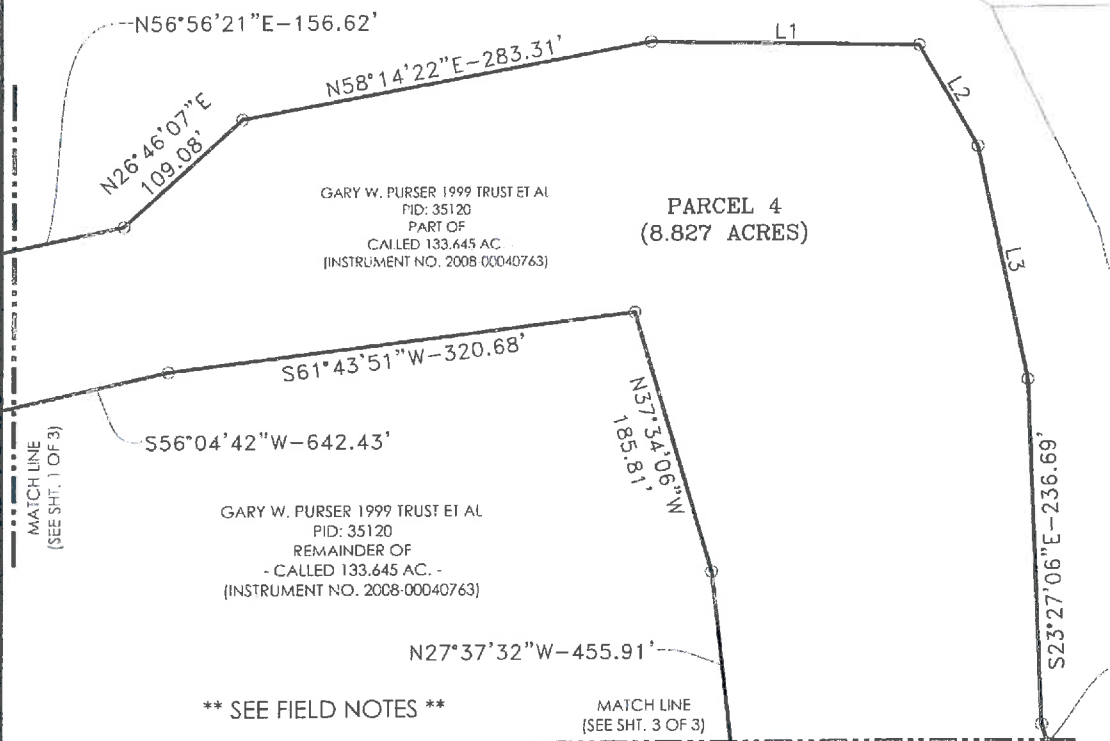 N56°56'21"E-156.62'
N58°14'22"E-283.31'
L1
L2
N26°46'07"E
109.08'
GARY W. PURSER 1999 TRUST ET AL
PID: 35120
PART OF
CALLED 133.645 AC.
(INSTRUMENT NO. 2008-00040763)
PARCEL 4
(8.827 ACRES)
L3
S61°43'51"W-320.68'
N37°34'06"W
185.81'
S56°04'42"W-642.43'
MATCH LINE
(SEE SHT. 1 OF 3)
GARY W. PURSER 1999 TRUST ET AL
PID: 35120
REMAINDER OF
- CALLED 133.645 AC. -
(INSTRUMENT NO. 2008-00040763)
S23°27'06"E-236.69'
N27°37'32"W-455.91'
** SEE FIELD NOTES **
MATCH LINE
(SEE SHT. 3 OF 3)